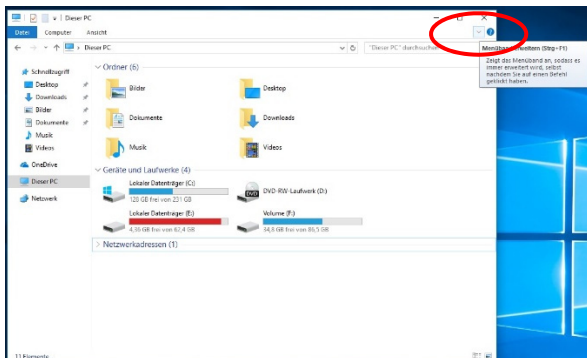 Dieser PC
Datei Computer Ansicht
Dieser PC
"Dieser PC" durchsuchen
Menüband erweitern (Strg+F1)
Zeigt das Menüband an, sodass es
immer erweitert wird, selbst
nachdem Sie auf einen Befehl
geklickt haben.
Schnellzugriff
Desktop
Downloads
Bilder
Dokumente
Musik
Videos
OneDrive
Dieser PC
Netzwerk
Ordner (6)
Bilder
Desktop
Dokumente
Downloads
Musik
Videos
Geräte und Laufwerke (4)
Lokaler Datenträger (C:)
128 GB frei von 231 GB
DVD-RW-Laufwerk (D:)
Lokaler Datenträger (E:)
4,36 GB frei von 62,4 GB
Volume (F:)
34,8 GB frei von 86,5 GB
Netzwerkadressen (1)
11 Elemente